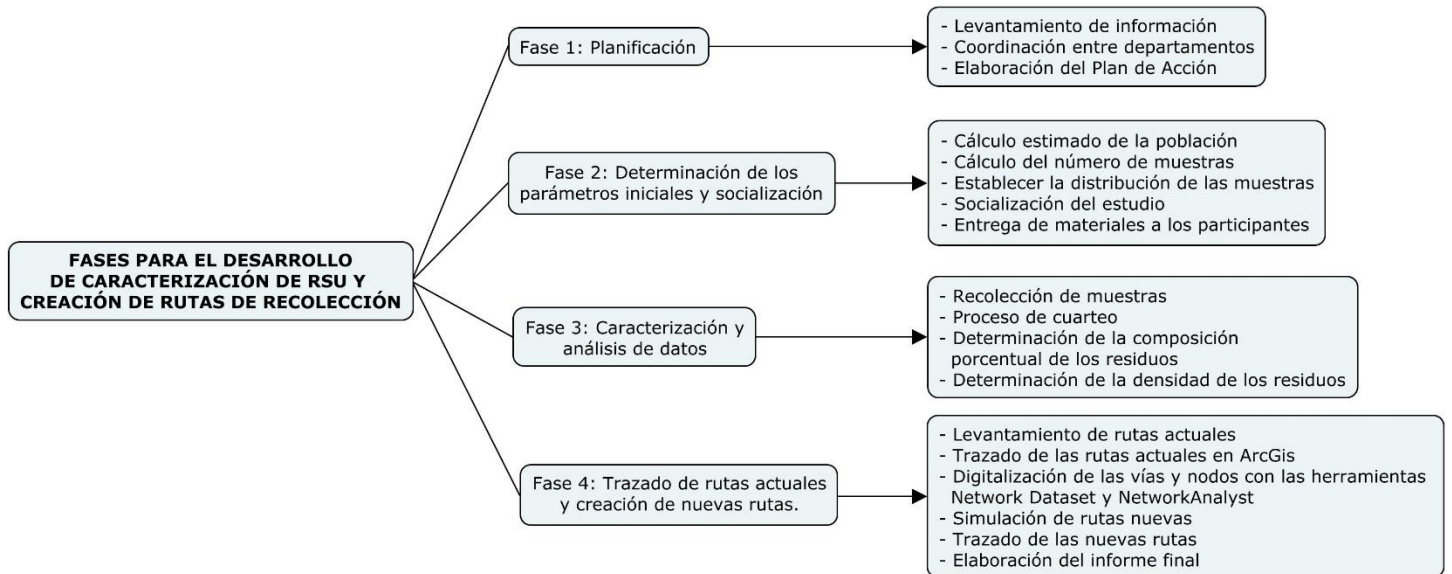 FASES PARA EL DESARROLLO
DE CARACTERIZACIÓN DE RSU Y
CREACIÓN DE RUTAS DE RECOLECCIÓN
Fase 1: Planificación
- Levantamiento de información
- Coordinación entre departamentos
- Elaboración del Plan de Acción
Fase 2: Determinación de los
parámetros iniciales y socialización
- Cálculo estimado de la población
- Cálculo del número de muestras
- Establecer la distribución de las muestras
- Socialización del estudio
- Entrega de materiales a los participantes
Fase 3: Caracterización y
análisis de datos
- Recolección de muestras
- Proceso de cuarteo
- Determinación de la composición
porcentual de los residuos
- Determinación de la densidad de los residuos
Fase 4: Trazado de rutas actuales
y creación de nuevas rutas.
- Levantamiento de rutas actuales
- Trazado de las rutas actuales en ArcGis
- Digitalización de las vías y nodos con las herramientas
Network Dataset y NetworkAnalyst
- Simulación de rutas nuevas
- Trazado de las nuevas rutas
- Elaboración del informe final